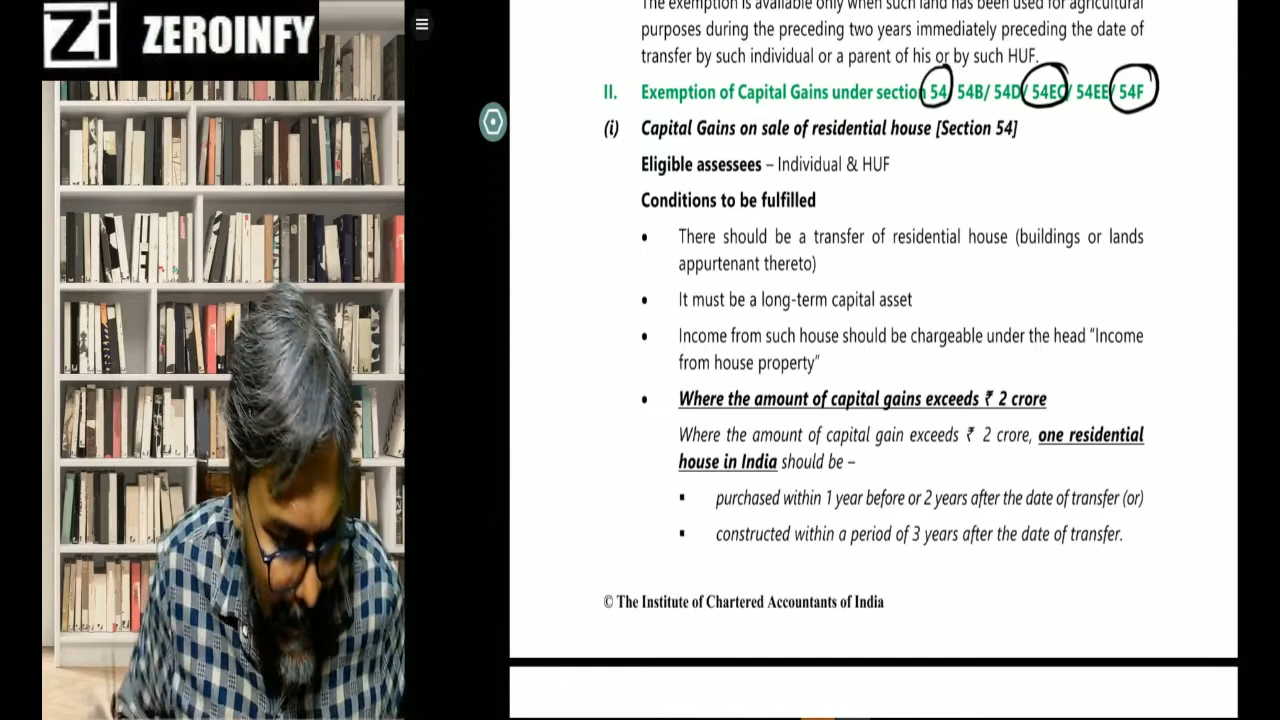 Zi ZEROINFY
The exemption is available only when such land has been used for agricultural
purposes during the preceding two years immediately preceding the date of
transfer by such individual or a parent of his or by such HUF.
II. Exemption of Capital Gains under section 54/ 54B/ 54D/ 54EC/ 54EE/ 54F
(i) Capital Gains on sale of residential house [Section 54]
Eligible assessees – Individual & HUF
Conditions to be fulfilled
• There should be a transfer of residential house (buildings or lands
appurtenant thereto)
• It must be a long-term capital asset
• Income from such house should be chargeable under the head “Income
from house property”
• Where the amount of capital gains exceeds ₹ 2 crore
Where the amount of capital gain exceeds ₹ 2 crore, one residential
house in India should be –
▪ purchased within 1 year before or 2 years after the date of transfer (or)
▪ constructed within a period of 3 years after the date of transfer.
© The Institute of Chartered Accountants of India